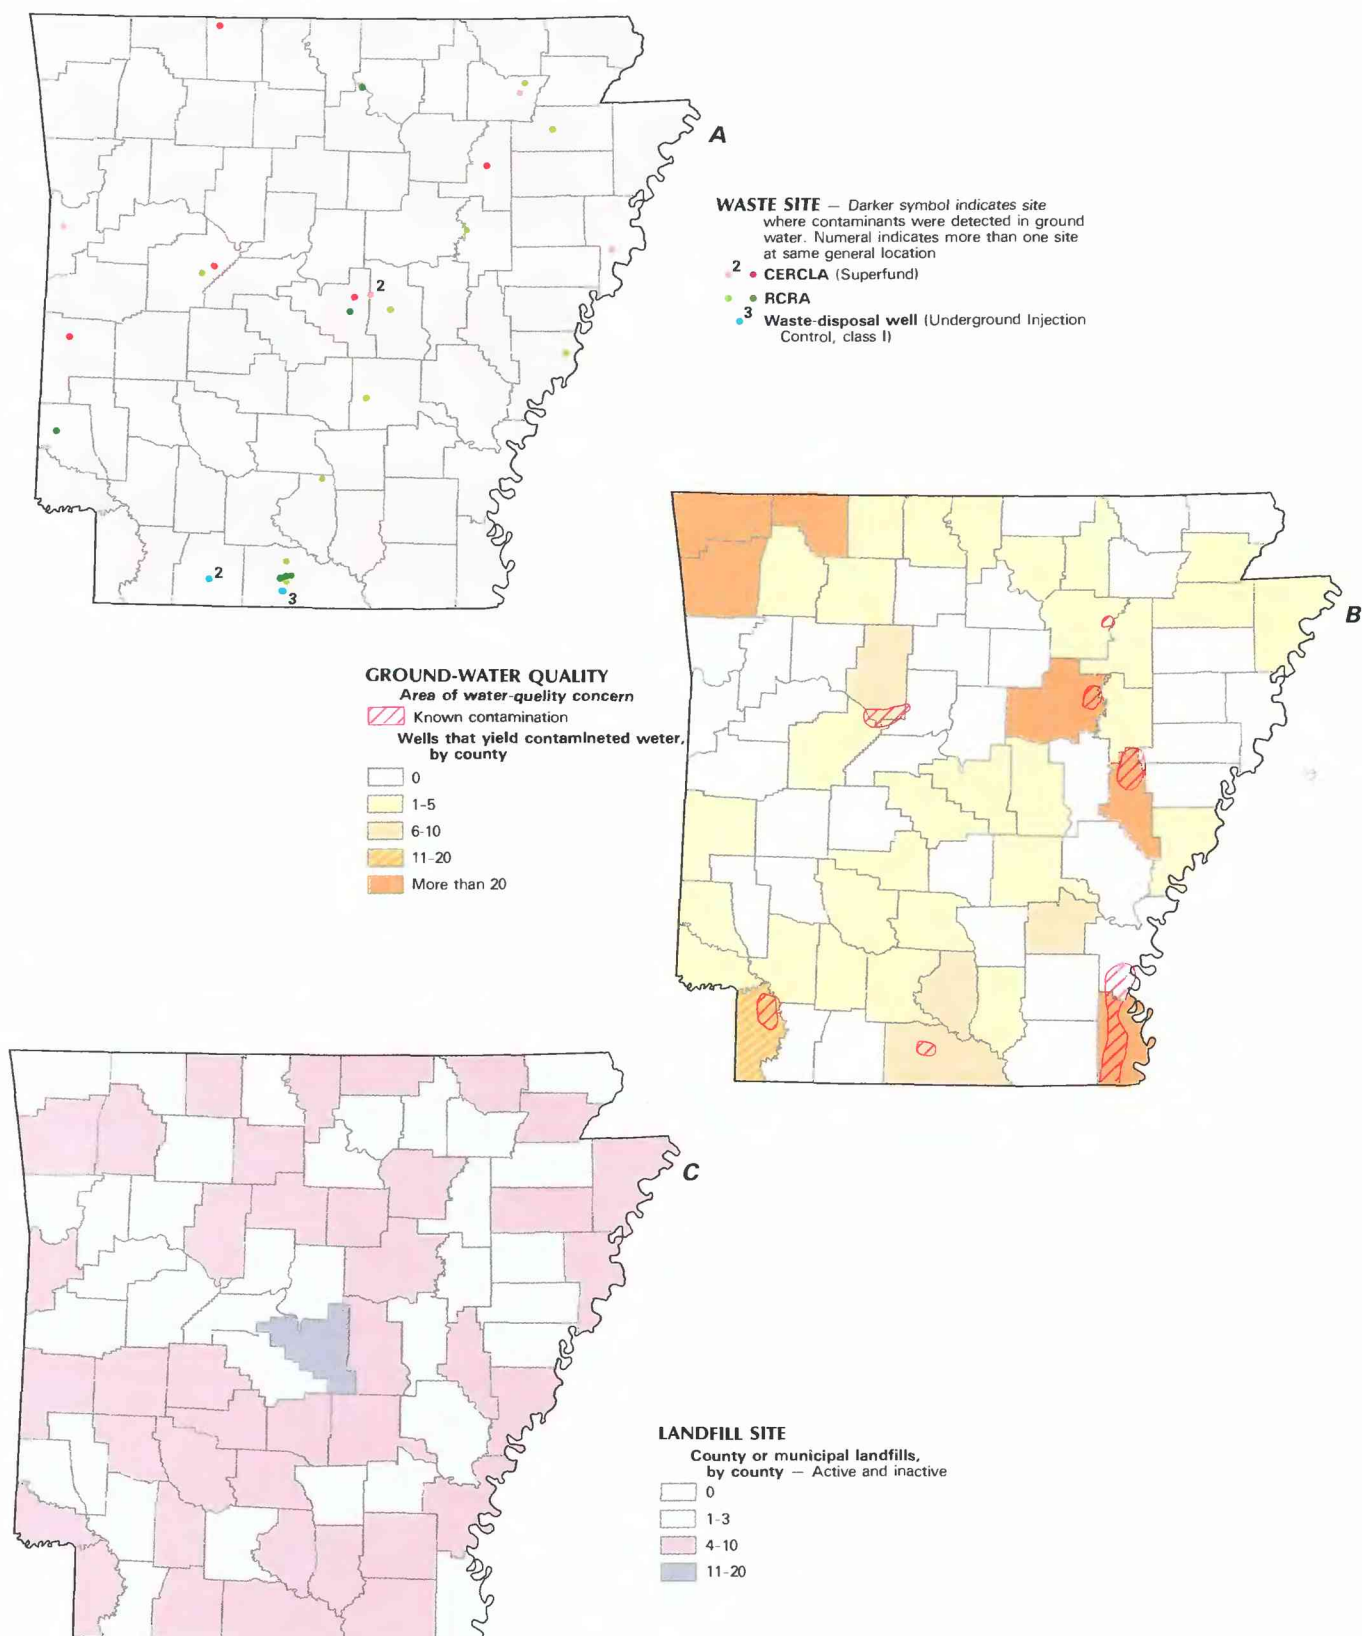 A
2
2
3
WASTE SITE — Darker symbol indicates site
where contaminants were detected in ground
water. Numeral indicates more than one site
at same general location
2 CERCLA (Superfund)
RCRA
3 Waste-disposal well (Underground Injection
Control, class I)
B
GROUND-WATER QUALITY
Area of water-quelity concern
Known contamination
Wells that yield contamineted weter,
by county
0
1-5
6-10
11-20
More than 20
C
LANDFILL SITE
County or municipal landfills,
by county — Active and inactive
0
1-3
4-10
11-20